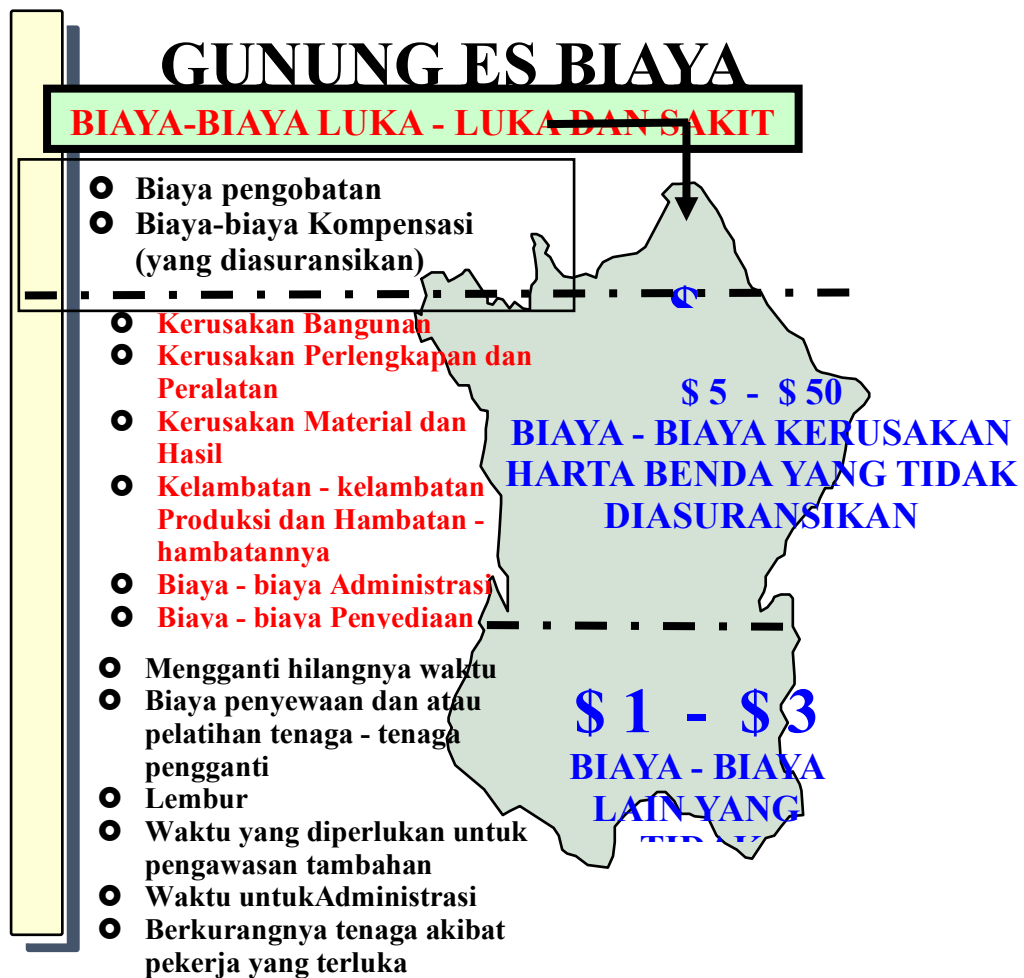 GUNUNG ES BIAYA
BIAYA-BIAYA LUKA - LUKA DAN SAKIT
Biaya pengobatan
Biaya-biaya Kompensasi
(yang diasuransikan)
$
Kerusakan Bangunan
Kerusakan Perlengkapan dan
Peralatan
Kerusakan Material dan
Hasil
Kelambatan - kelambatan
Produksi dan Hambatan -
hambatannya
Biaya - biaya Administrasi
Biaya - biaya Penyediaan
$ 5 - $ 50
BIAYA - BIAYA KERUSAKAN
HARTA BENDA YANG TIDAK
DIASURANSIKAN
Mengganti hilangnya waktu
Biaya penyewaan dan atau
pelatihan tenaga - tenaga
pengganti
Lembur
Waktu yang diperlukan untuk
pengawasan tambahan
Waktu untukAdministrasi
Berkurangnya tenaga akibat
pekerja yang terluka
$ 1 - $ 3
BIAYA - BIAYA
LAIN YANG
TIDAK